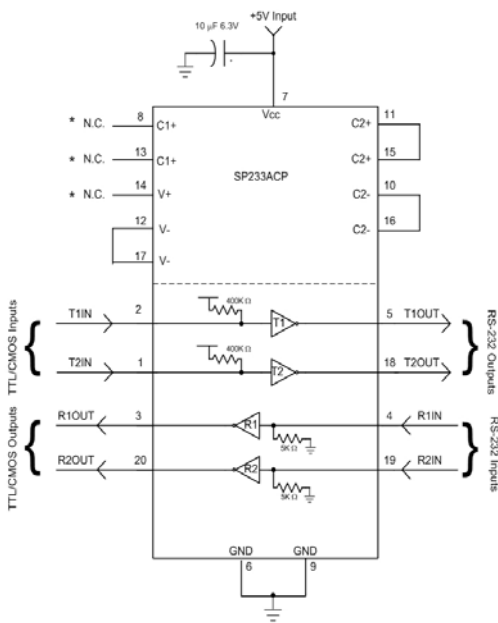 +5V Input
10 µF 6.3V
7
Vcc
* N.C. 8 C1+
* N.C. 13 C1+
* N.C. 14 V+
12 V-
17 V-
C2+ 11
C2+ 15
C2- 10
C2- 16
SP233ACP
TTL/CMOS Inputs
T1IN 2 400K Ω T1 5 T1OUT
T2IN 1 400K Ω T2 18 T2OUT
RS-232 Outputs
TTL/CMOS Outputs
R1OUT 3 R1 5K Ω 4 R1IN
R2OUT 20 R2 5K Ω 19 R2IN
RS-232 Inputs
GND GND
6 9